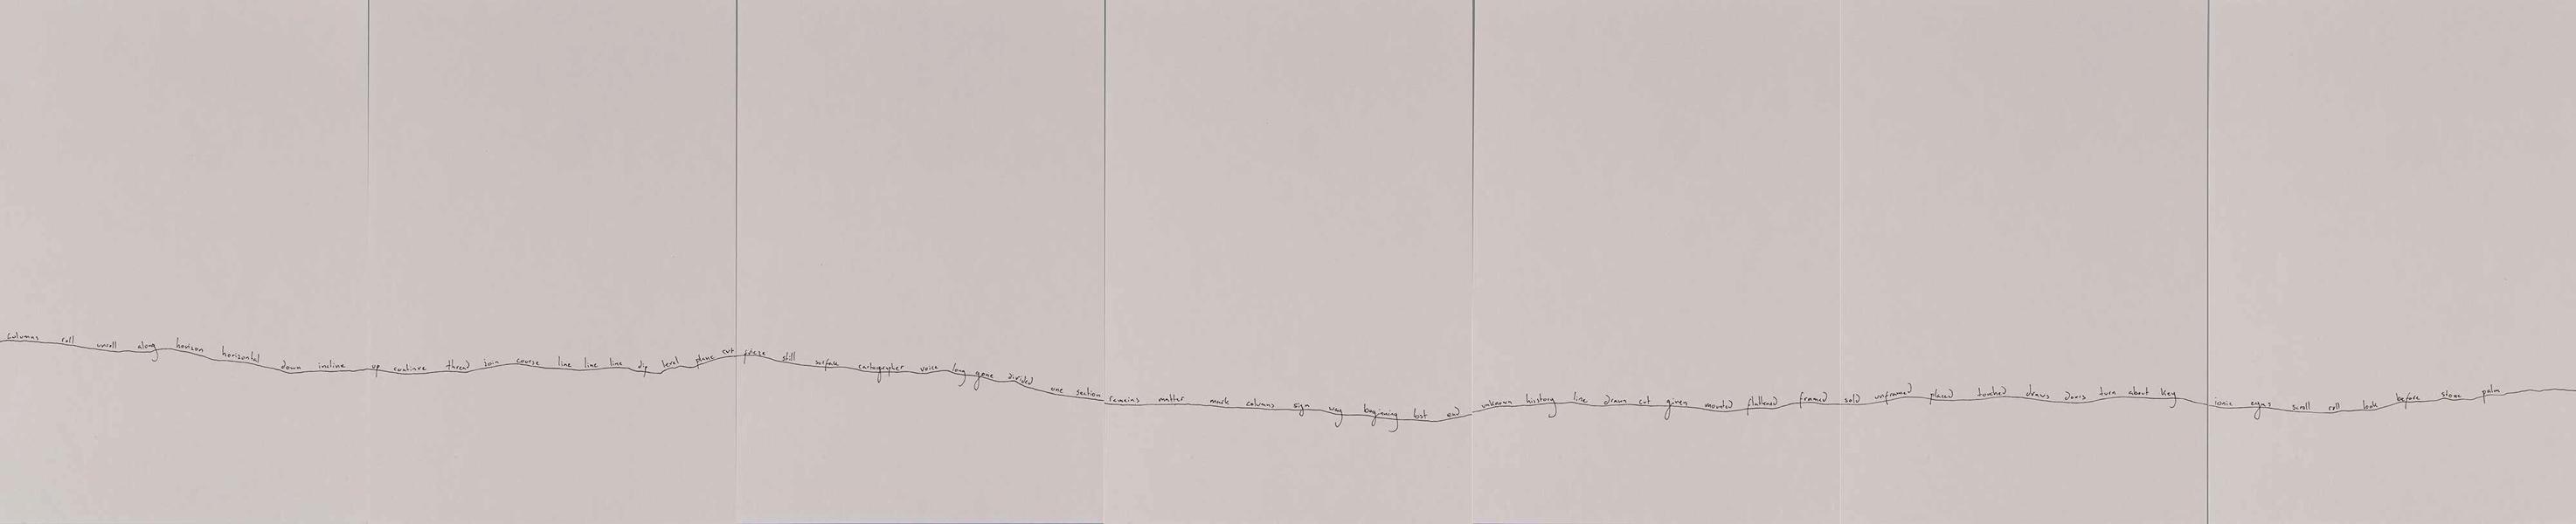 columns roll unroll along horizon horizontal down incline up continue thread join course line line line dip level plane cut piece still surface cartographer voice long gone divided one section remains matter mark columns sign way beginning lost end unknown history line drawn cut given mounted flattened framed sold unframed placed touched draws doors turn about key ionic eyes scroll roll look before stone palm